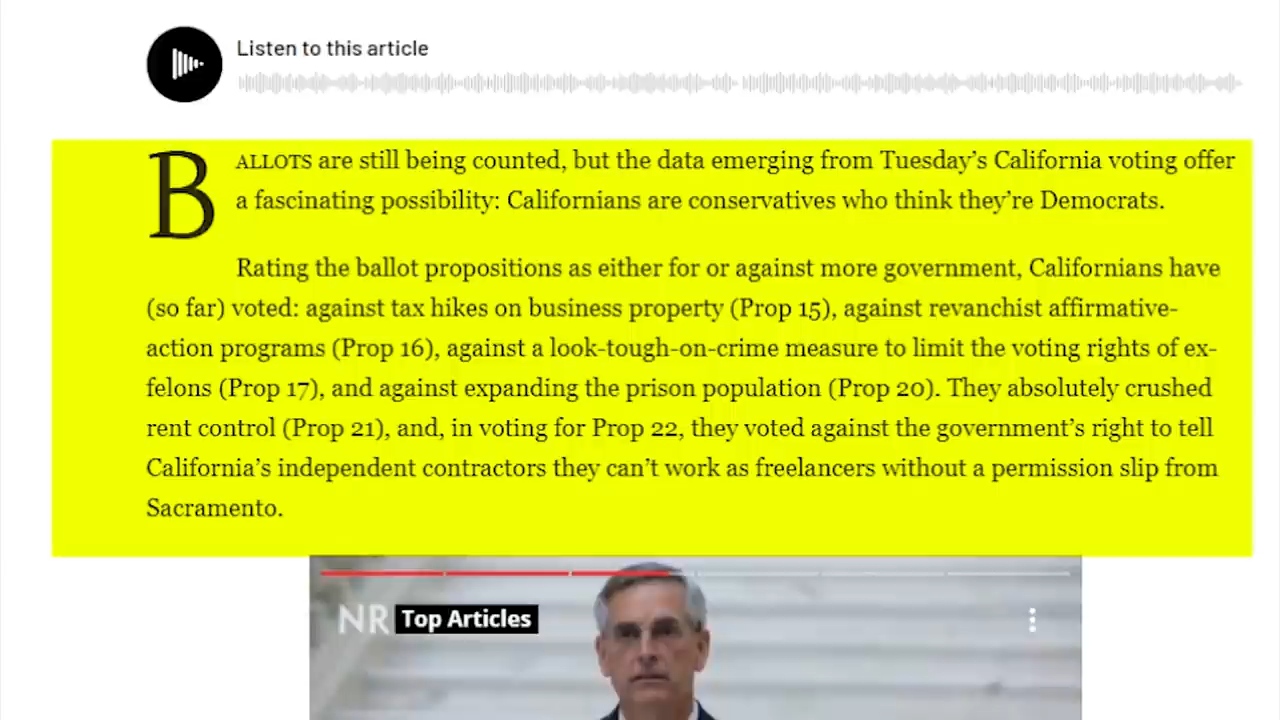 Listen to this article
BALLOTS are still being counted, but the data emerging from Tuesday’s California voting offer
a fascinating possibility: Californians are conservatives who think they’re Democrats.
Rating the ballot propositions as either for or against more government, Californians have
(so far) voted: against tax hikes on business property (Prop 15), against revanchist affirmative-
action programs (Prop 16), against a look-tough-on-crime measure to limit the voting rights of ex-
felons (Prop 17), and against expanding the prison population (Prop 20). They absolutely crushed
rent control (Prop 21), and, in voting for Prop 22, they voted against the government’s right to tell
California’s independent contractors they can’t work as freelancers without a permission slip from
Sacramento.
NR Top Articles